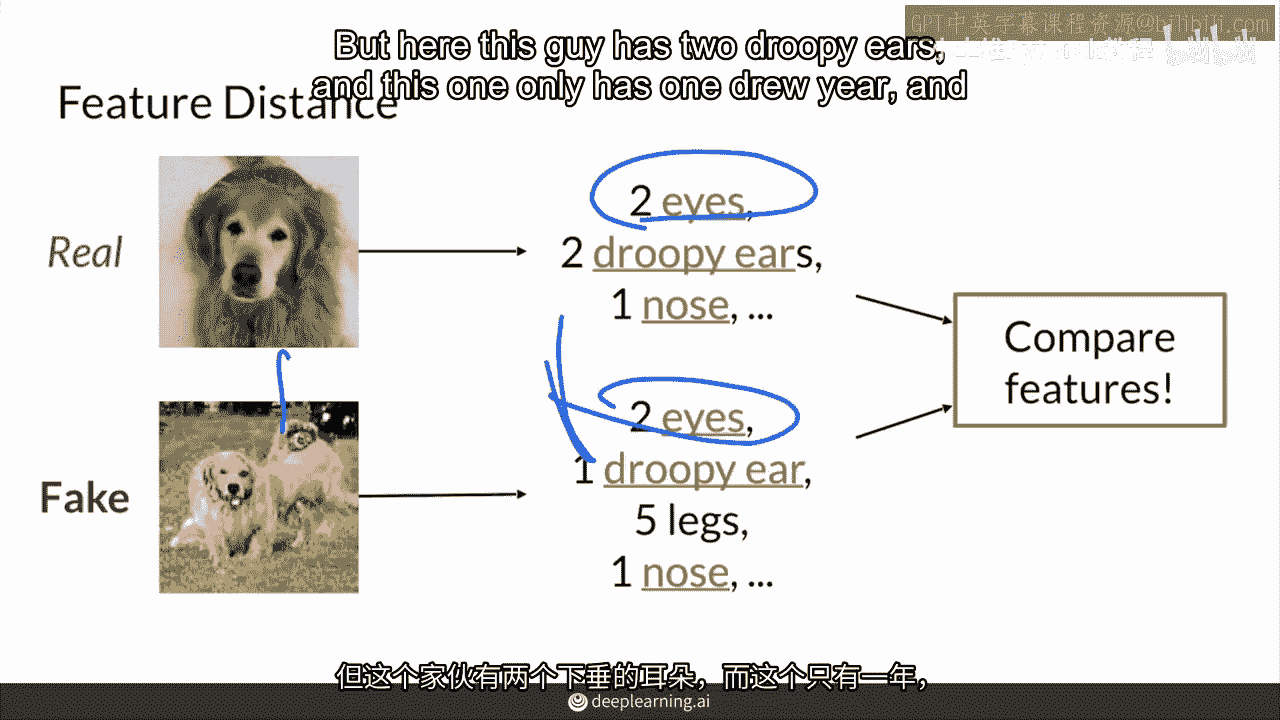 GPT中英字幕课程资源@bilibili.com
But here this guy has two droopy ears,
and this one only has one drew year, and
Feature Distance
Real
2 eyes,
2 droopy ears,
1 nose, ...
Compare
features!
Fake
2 eyes,
1 droopy ear,
5 legs,
1 nose, ...
但这个家伙有两个下垂的耳朵，而这个只有一年，
deeplearning.ai